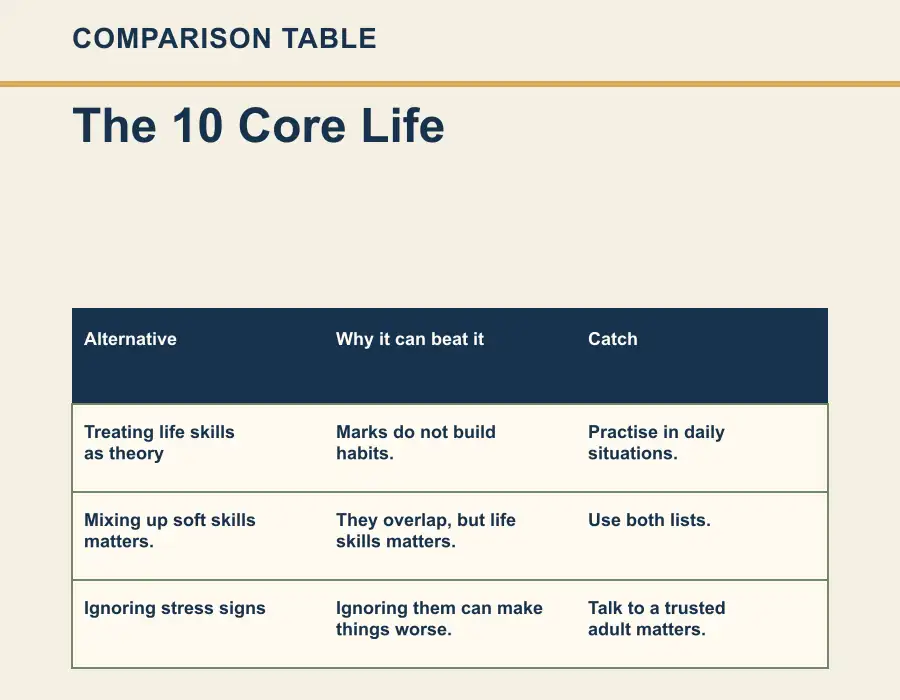 COMPARISON TABLE
The 10 Core Life
Alternative
Why it can beat it
Catch
Treating life skills
as theory
Marks do not build
habits.
Practise in daily
situations.
Mixing up soft skills
matters.
They overlap, but life
skills matters.
Use both lists.
Ignoring stress signs
Ignoring them can make
things worse.
Talk to a trusted
adult matters.